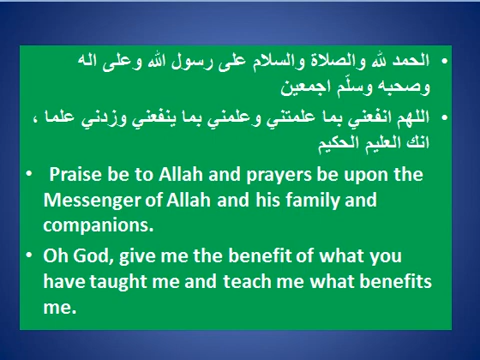 • الحمد لله والصلاة والسلام على رسول الله وعلى اله
وصحبه وسلّم اجمعين
• اللهم انفعني بما علمتني وعلمني بما ينفعني وزدني علما ،
انك العليم الحكيم
• Praise be to Allah and prayers be upon the
Messenger of Allah and his family and
companions.
• Oh God, give me the benefit of what you
have taught me and teach me what benefits
me.